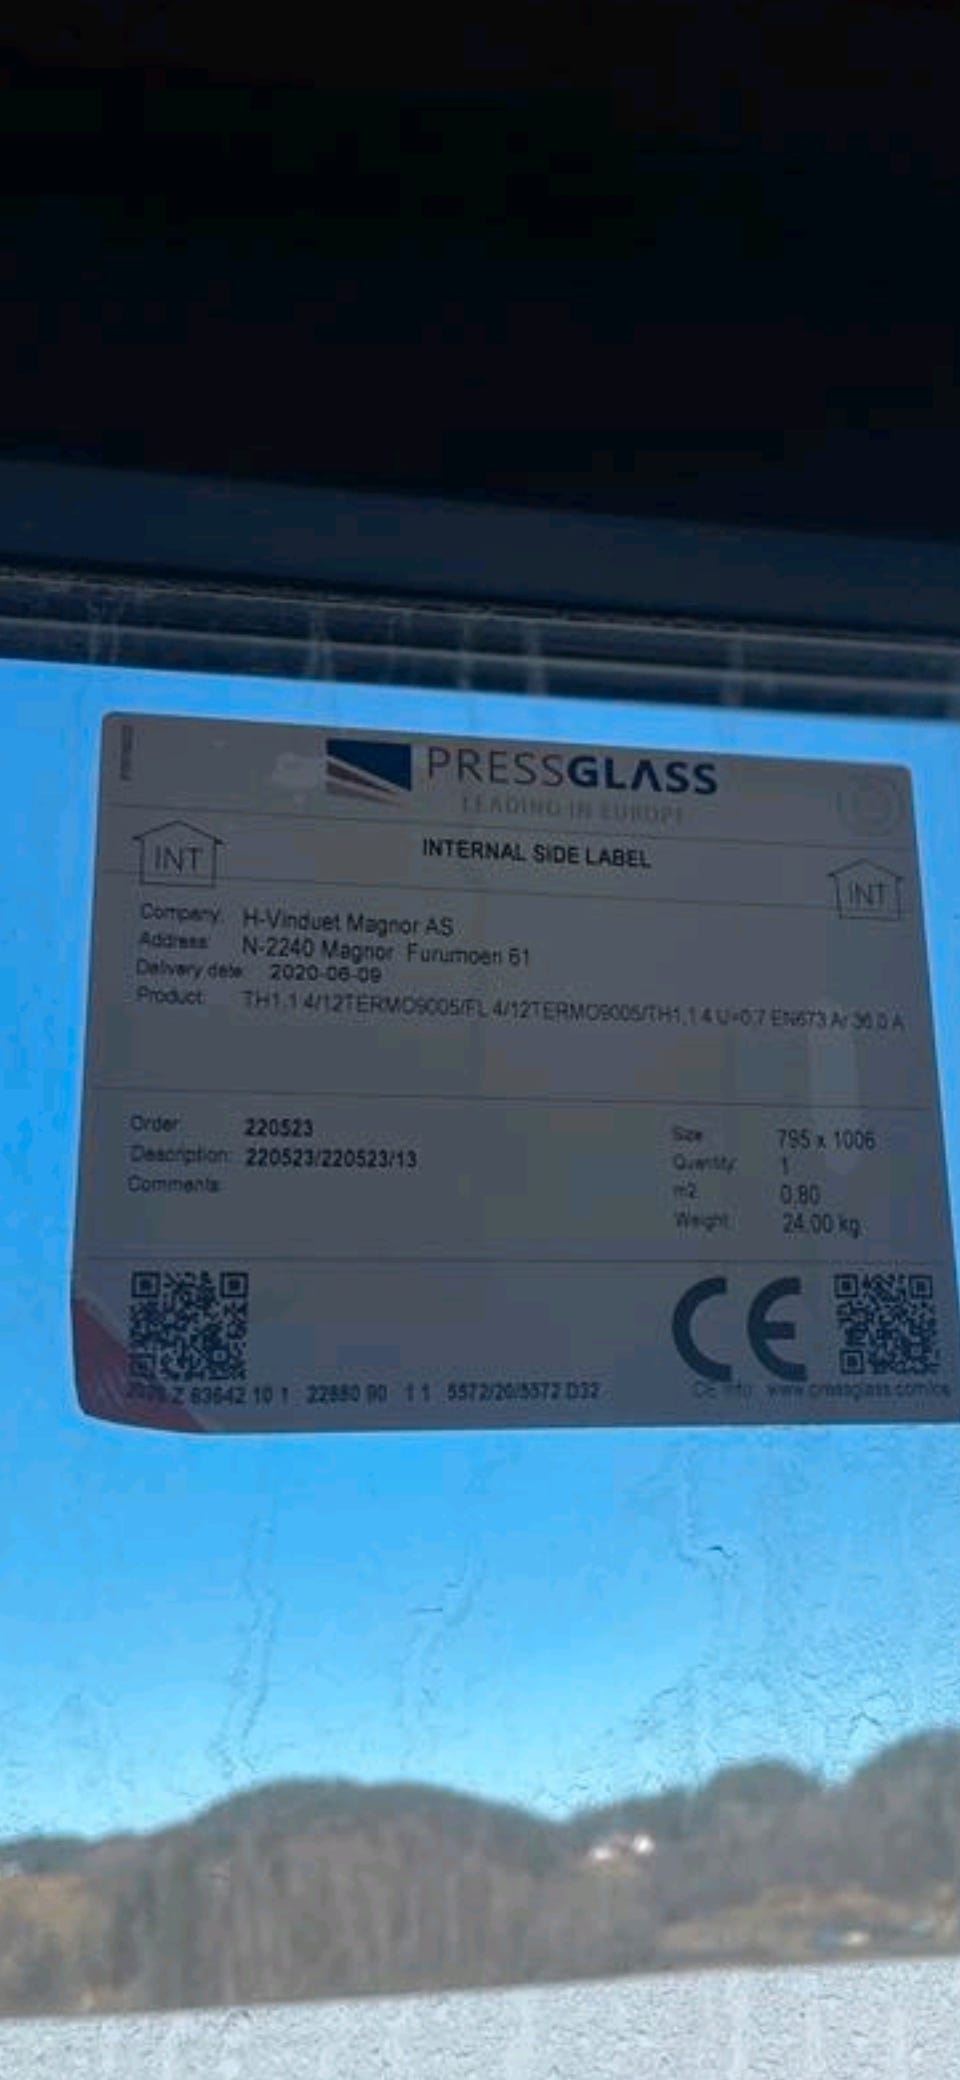 PRESSGLASS
LEADING IN EUROPE
INT
INTERNAL SIDE LABEL
INT
Company: H-Vinduet Magnor AS
Address: N-2240 Magnor Furumoen 61
Delivery date: 2020-06-09
Product: TH1,1 4/12TERMO9005/FL 4/12TERMO9005/TH1,1 4 U=0,7 EN673 Ar 36.0 A
Order: 220523
Description: 220523/220523/13
Comments:
Size: 795 x 1006
Quantity: 1
m2: 0.80
Weight: 24.00 kg
CE
Z 63642 10 1 22880 90 1 1 5572/20/5572 D32
CE info: www.pressglass.com/ce